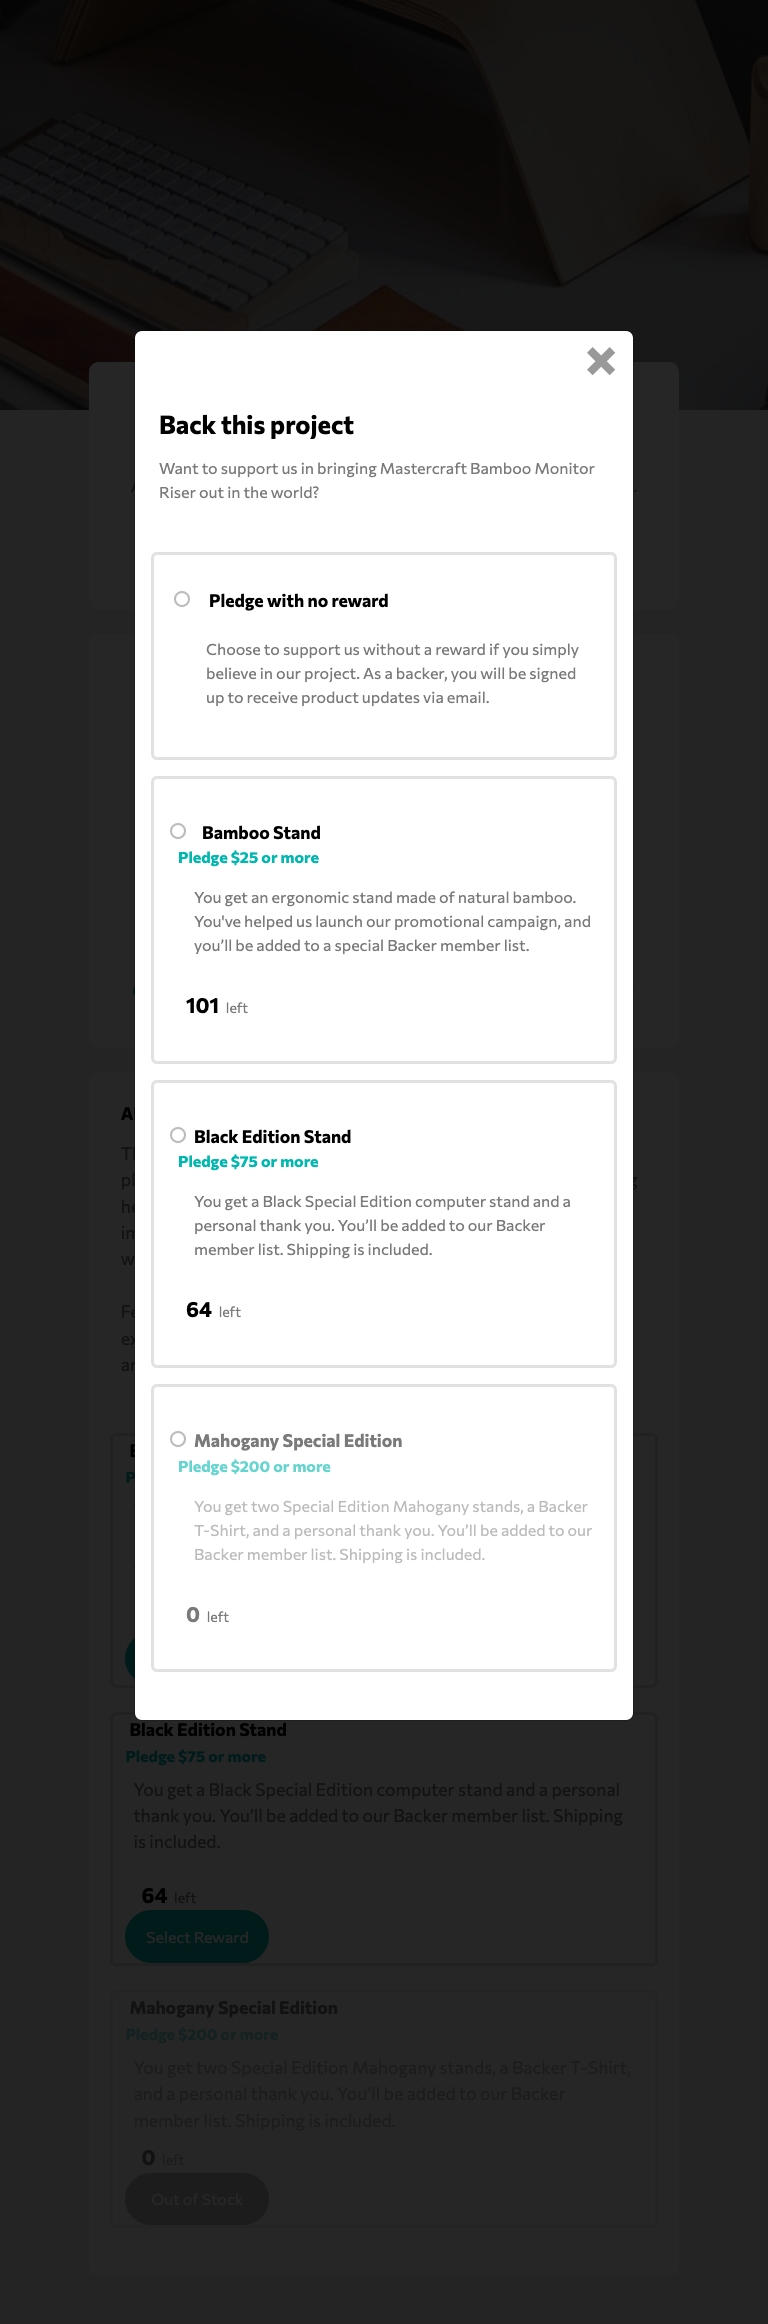 Back this project
Want to support us in bringing Mastercraft Bamboo Monitor
Riser out in the world?
Pledge with no reward
Choose to support us without a reward if you simply
believe in our project. As a backer, you will be signed
up to receive product updates via email.
Bamboo Stand
Pledge $25 or more
You get an ergonomic stand made of natural bamboo.
You've helped us launch our promotional campaign, and
you’ll be added to a special Backer member list.
101 left
Black Edition Stand
Pledge $75 or more
You get a Black Special Edition computer stand and a
personal thank you. You’ll be added to our Backer
member list. Shipping is included.
64 left
Mahogany Special Edition
Pledge $200 or more
You get two Special Edition Mahogany stands, a Backer
T-Shirt, and a personal thank you. You’ll be added to our
Backer member list. Shipping is included.
0 left
Black Edition Stand
Pledge $75 or more
You get a Black Special Edition computer stand and a personal
thank you. You’ll be added to our Backer member list. Shipping
is included.
64 left
Select Reward
Mahogany Special Edition
Pledge $200 or more
You get two Special Edition Mahogany stands, a Backer T-Shirt,
and a personal thank you. You’ll be added to our Backer
member list. Shipping is included.
0 left
Out of Stock